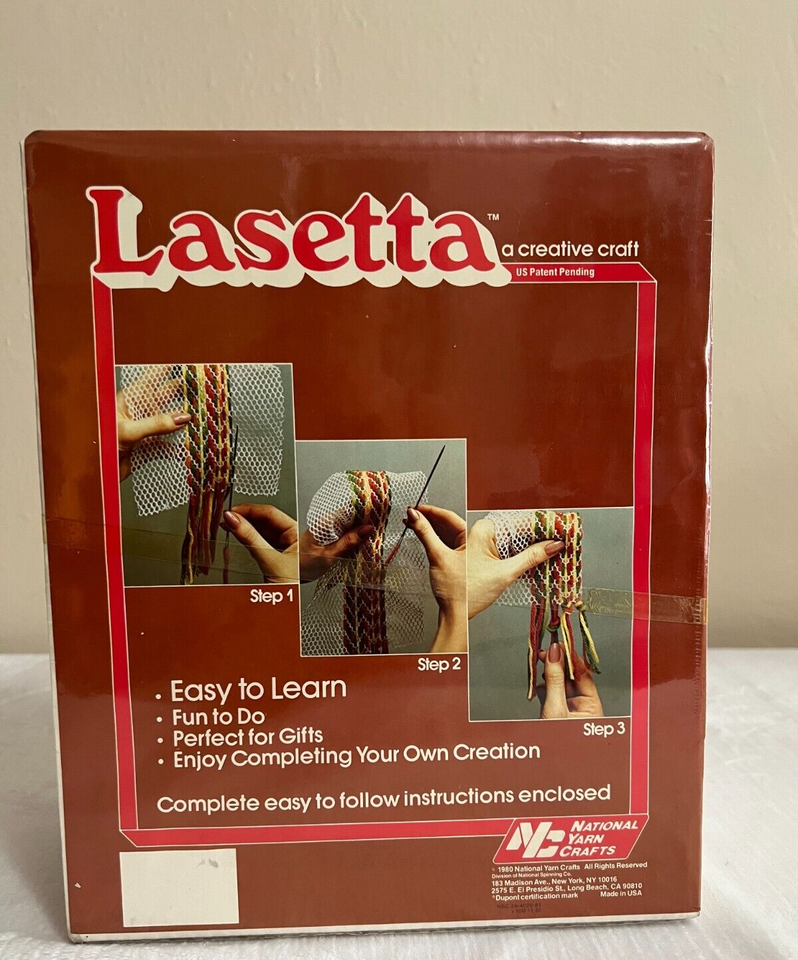 Lasetta™
a creative craft
US Patent Pending
Step 1
Step 2
Step 3
• Easy to Learn
• Fun to Do
• Perfect for Gifts
• Enjoy Completing Your Own Creation
Complete easy to follow instructions enclosed
NYC NATIONAL
YARN
CRAFTS
© 1980 National Yarn Crafts All Rights Reserved
Division of National Spinning Co.
183 Madison Ave., New York, NY 10016
2575 E. El Presidio St., Long Beach, CA 90810
*Dupont certification mark Made in USA